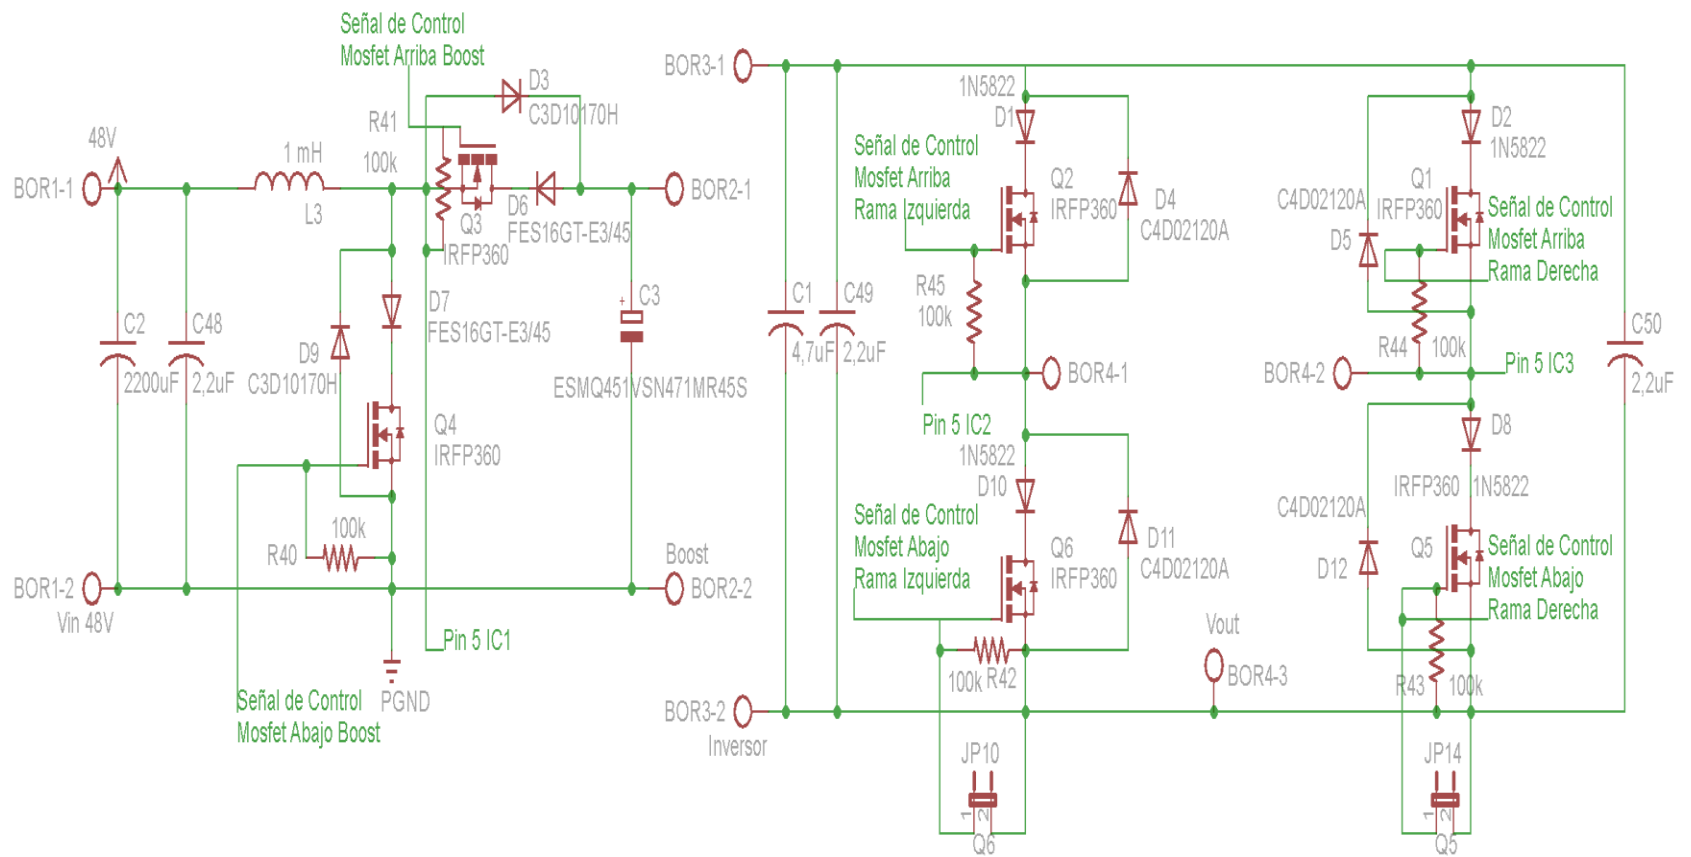 Señal de Control
Mosfet Arriba Boost
D3
C3D10170H
R41
100k
48V
1 mH
L3
BOR1-1
Q3
IRFP360
D6
FES16GT-E3/45
BOR2-1
C2
2200uF
C48
2,2uF
D7
FES16GT-E3/45
D9
C3D10170H
+
C3
ESMQ451VSN471MR45S
Q4
IRFP360
100k
R40
BOR1-2
Vin 48V
Boost
BOR2-2
Pin 5 IC1
PGND
Señal de Control
Mosfet Abajo Boost
BOR3-1
1N5822
D1
Señal de Control
Mosfet Arriba
Rama Izquierda
Q2
IRFP360
D4
C4D02120A
C1
4,7uF
C49
2,2uF
R45
100k
BOR4-1
Pin 5 IC2
1N5822
D10
Señal de Control
Mosfet Abajo
Rama Izquierda
Q6
IRFP360
D11
C4D02120A
100k
R42
BOR3-2
Inversor
JP10
1
2
Q6
Vout
BOR4-3
D2
1N5822
Q1
IRFP360
C4D02120A
D5
Señal de Control
Mosfet Arriba
Rama Derecha
R44
100k
BOR4-2
Pin 5 IC3
C50
2,2uF
D8
IRFP360
1N5822
C4D02120A
D12
Q5
Señal de Control
Mosfet Abajo
Rama Derecha
R43
100k
JP14
1
2
Q5